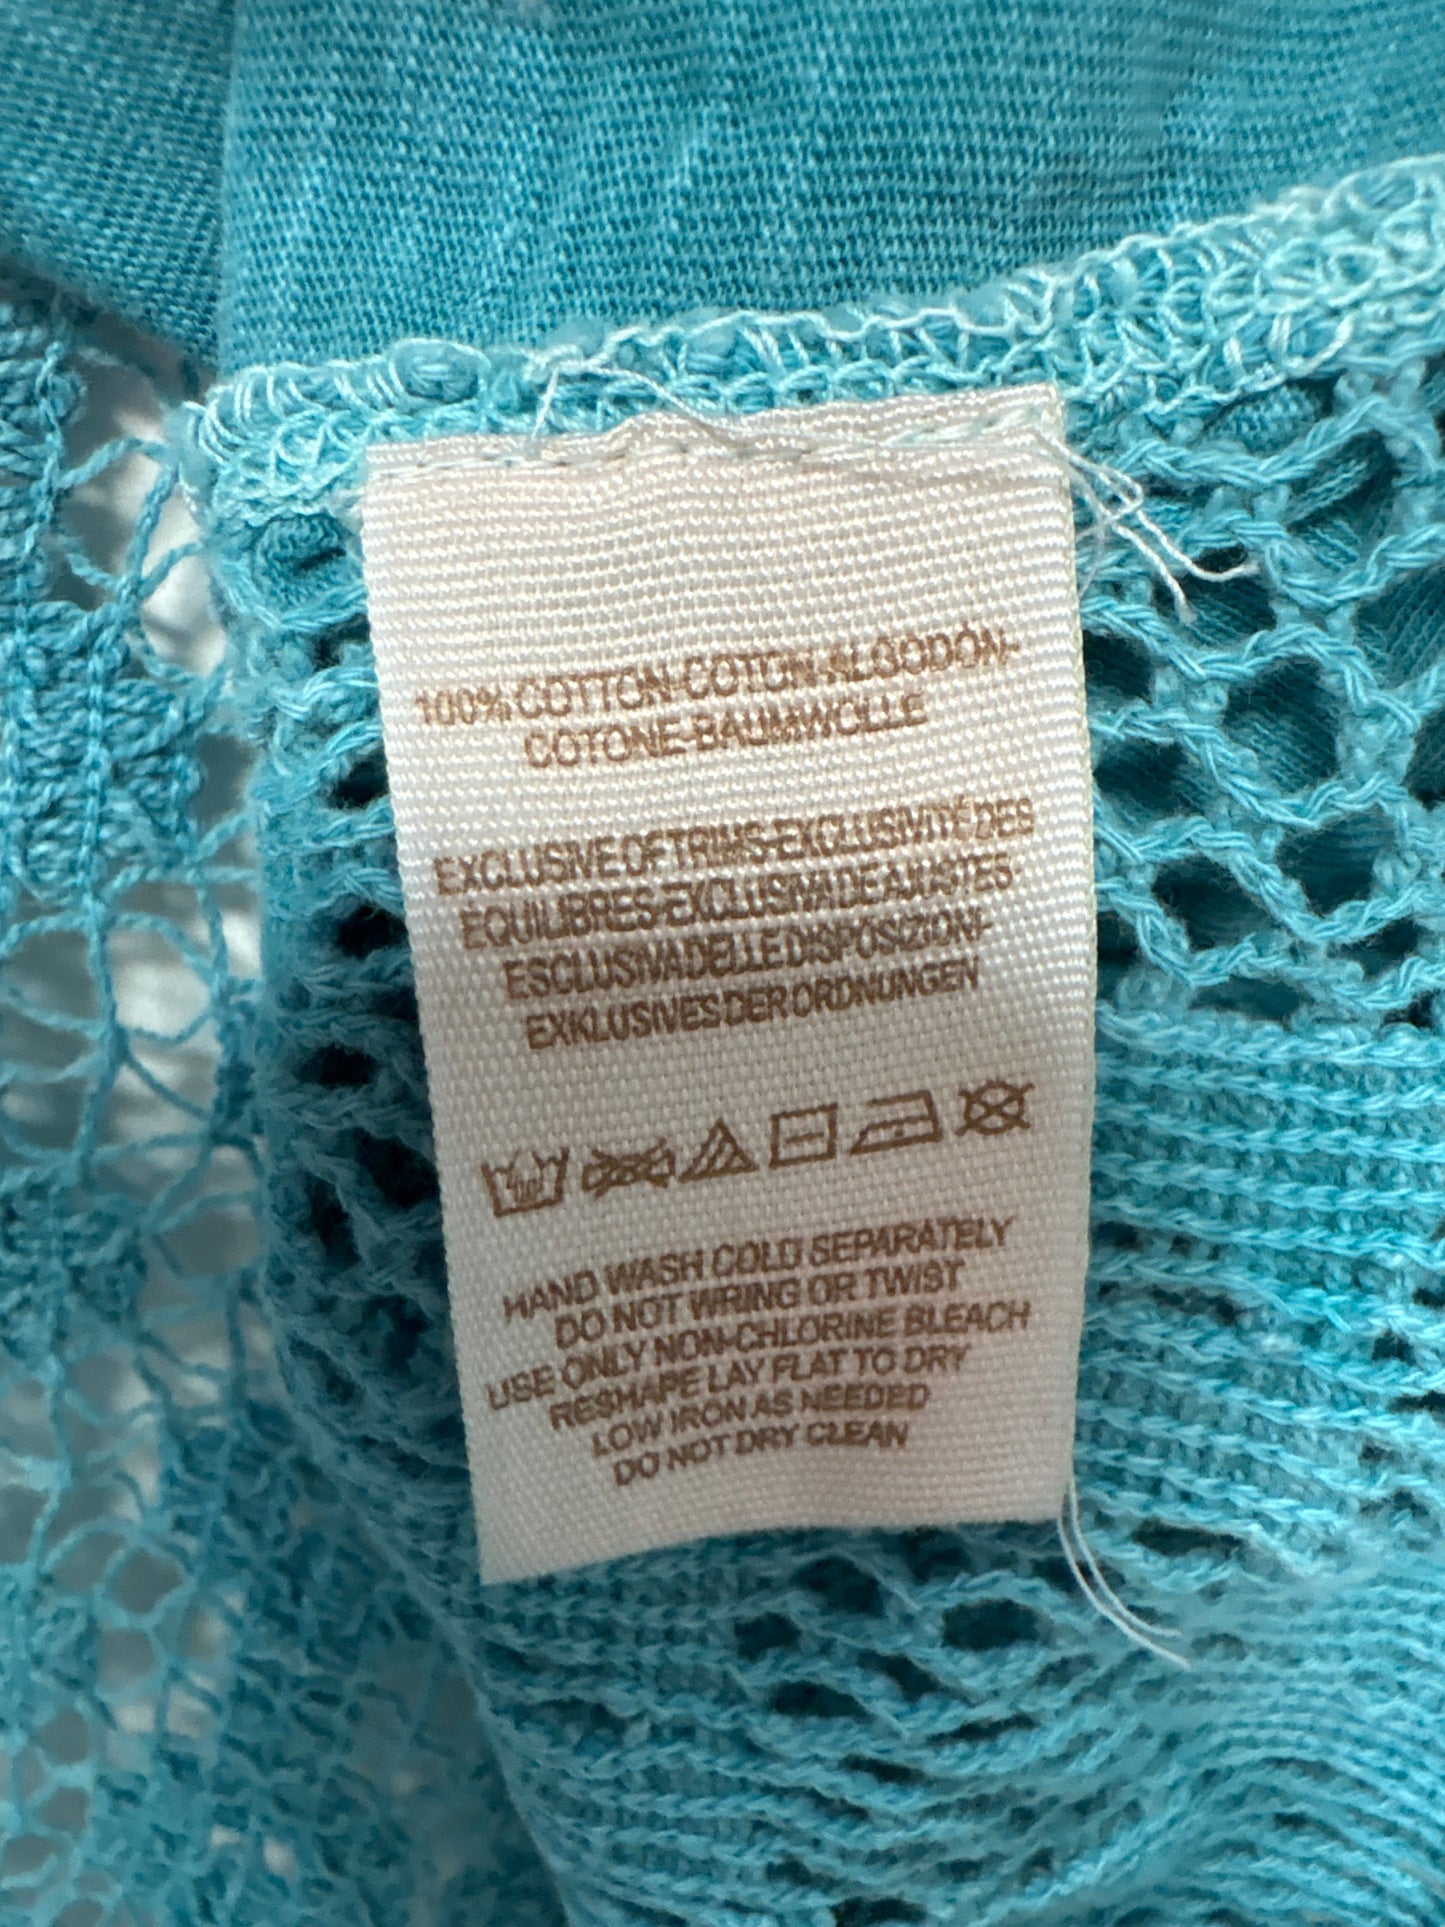 100% COTTON-COTON-ALGODÓN-
COTONE-BAUMWOLLE
EXCLUSIVE OF TRIMS-EXCLUSIVITÉ DES
EQUILIBRES-EXCLUSIVA DE AJUSTES
ESCLUSIVA DELLE DISPOSIZIONI-
EXKLUSIVES DER ORDNUNGEN
HAND WASH COLD SEPARATELY
DO NOT WRING OR TWIST
USE ONLY NON-CHLORINE BLEACH
RESHAPE LAY FLAT TO DRY
LOW IRON AS NEEDED
DO NOT DRY CLEAN